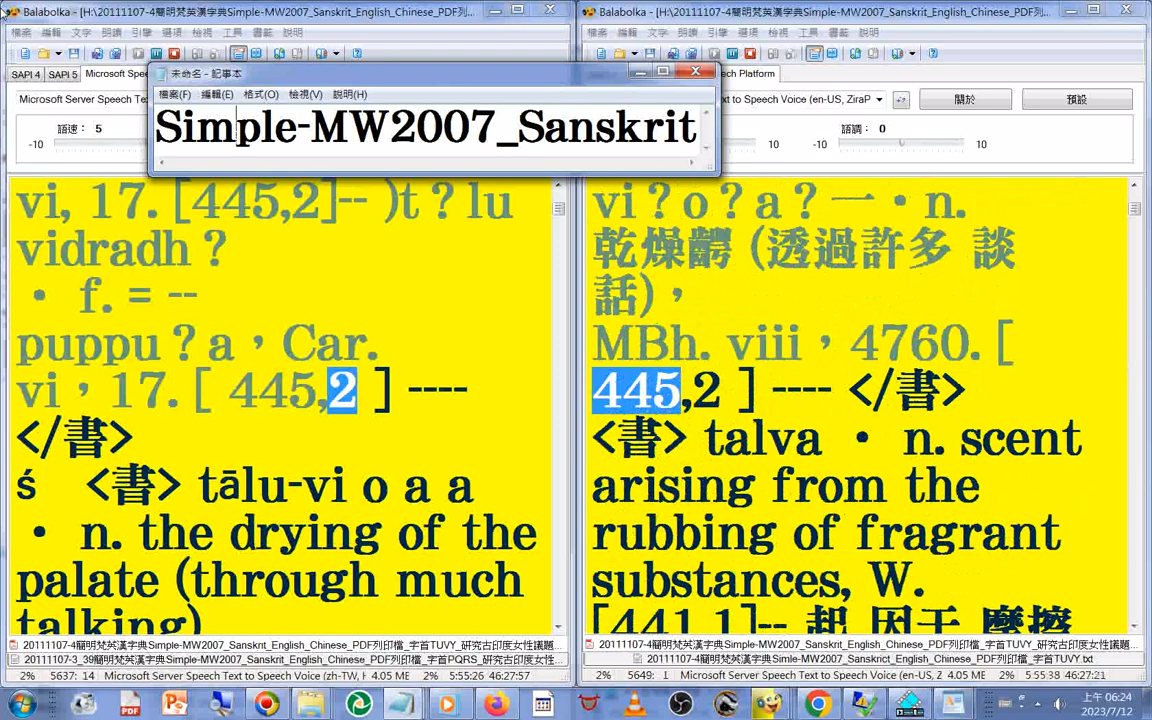 Balabolka - [H:\20111107-4簡明梵英漢字典Simple-MW2007_Sanskrit_English_Chinese_PDF列...
Balabolka - [H:\20111107-4簡明梵英漢字典Simple-MW2007_Sanskrit_English_Chinese_PDF列...
檔案 編輯 文字 朗讀 引擎 選項 檢視 工具 書籤 說明
檔案 編輯 文字 朗讀 引擎 選項 檢視 工具 書籤 說明
SAPI 4 SAPI 5 Microsoft Spe
ech Platform
未命名 - 記事本
檔案(F) 編輯(E) 格式(O) 檢視(V) 說明(H)
Simple-MW2007_Sanskrit
Microsoft Server Speech Text
xt to Speech Voice (en-US, ZiraP
關於
預設
語速： 5
語調： 0
-10
10 -10 10
vi, 17. [445,2]-- )t？lu
vidradh？
• f. = --
puppu？a，Car.
vi，17. [ 445,2 ] ----
</書>
ś <書> tālu-vi o a a
• n. the drying of the
palate (through much
talking)
vi？o？a？一・n.
乾燥齶 (透過許多 談
話)，
MBh. viii，4760. [
445,2 ] ---- </書>
<書> talva • n. scent
arising from the
rubbing of fragrant
substances, W.
[441,1]-- 起 因于 摩擦
20111107-4簡明梵英漢字典Simple-MW2007_Sanskrit_English_Chinese_PDF列印檔_字首TUVY_研究古印度女性議題...
20111107-3_39簡明梵英漢字典Simple-MW2007_Sanskrit_English_Chinese_PDF列印檔_字首PQRS_研究古印度女性...
2% 5637: 14 Microsoft Server Speech Text to Speech Voice (zh-TW, H 4.05 ME 2% 5:55:26 46:27:57
20111107-4簡明梵英漢字典Simple-MW2007_Sanskrit_English_Chinese_PDF列印檔_字首TUVY_研究古印度女性議題...
20111107-4簡明梵英漢字典Simle-MW2007_Sanskrict_English_Chinese_PDF列印檔_字首TUVY.txt
2% 5649: 1 Microsoft Server Speech Text to Speech Voice (en-US, Z 4.05 ME 2% 5:55:38 46:27:21
上午 06:24
2023/7/12